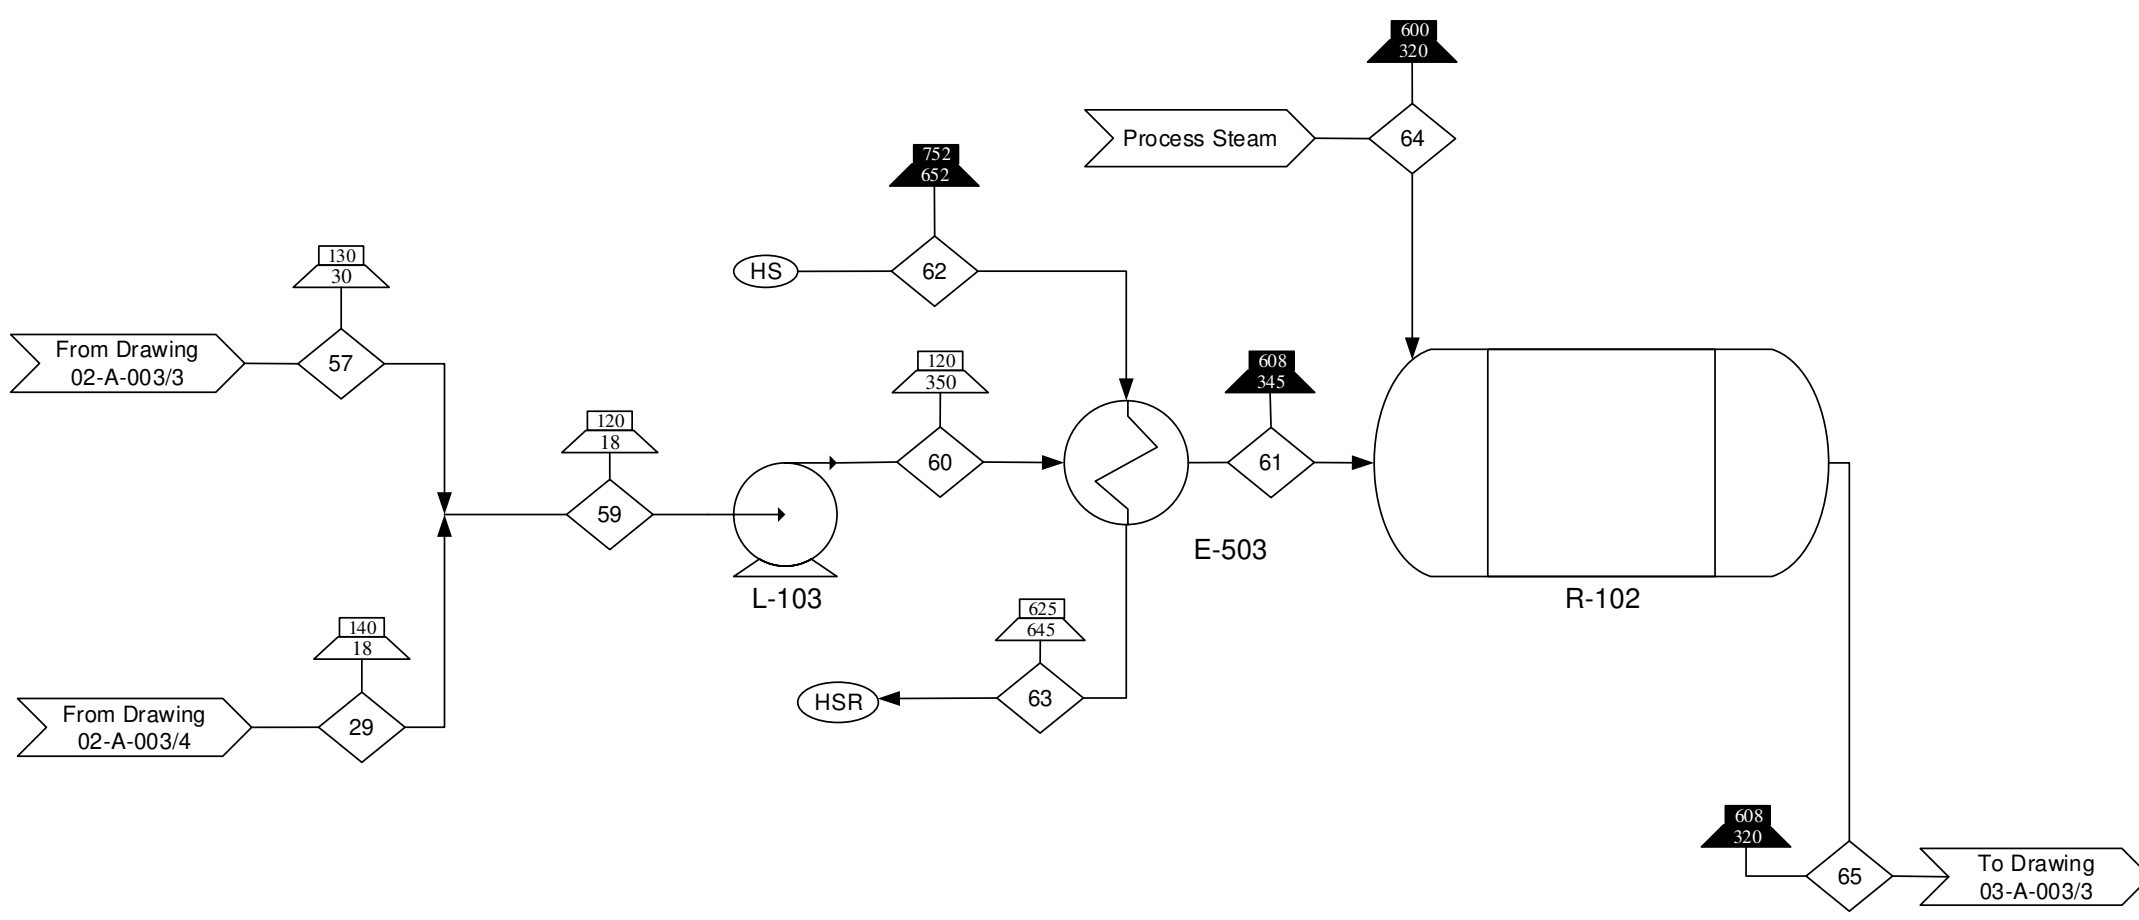 600
320
Process Steam
64
752
652
HS
62
130
30
From Drawing
02-A-003/3
57
120
350
60
608
345
61
120
18
59
L-103
E-503
R-102
625
645
HSR
63
140
18
From Drawing
02-A-003/4
29
608
320
65
To Drawing
03-A-003/3